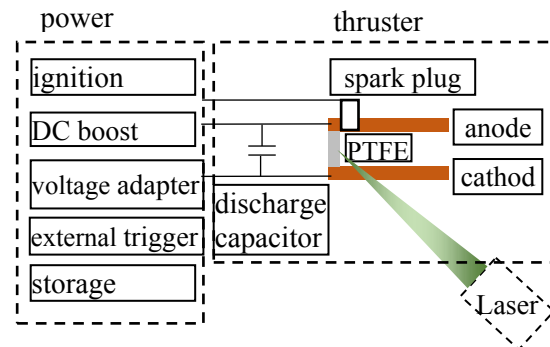 power
thruster
ignition
spark plug
DC boost
anode
PTFE
voltage adapter
cathod
discharge
capacitor
external trigger
storage
Laser